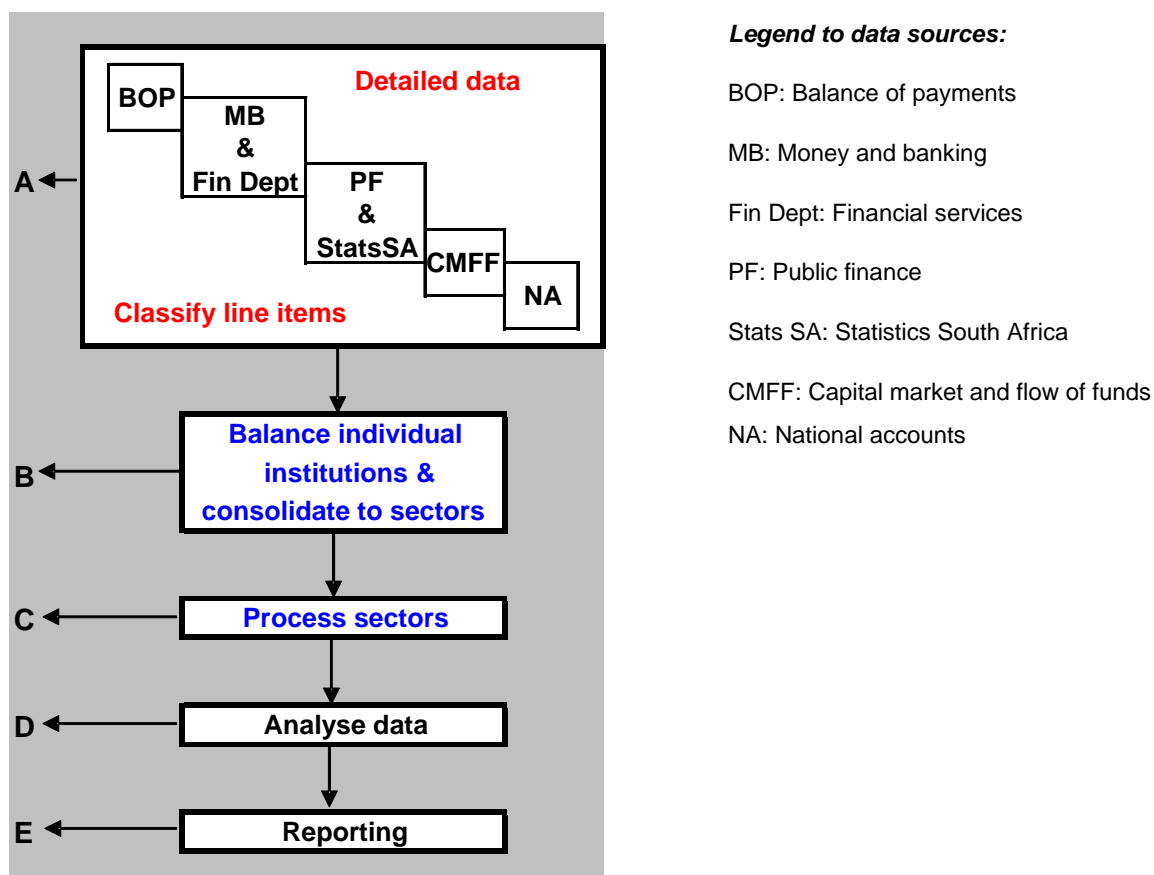 Detailed data
BOP
MB
&
Fin Dept
PF
&
StatsSA
CMFF
NA
Classify line items
A
Balance individual
institutions &
consolidate to sectors
B
Process sectors
C
Analyse data
D
Reporting
E
Legend to data sources:
BOP: Balance of payments
MB: Money and banking
Fin Dept: Financial services
PF: Public finance
Stats SA: Statistics South Africa
CMFF: Capital market and flow of funds
NA: National accounts